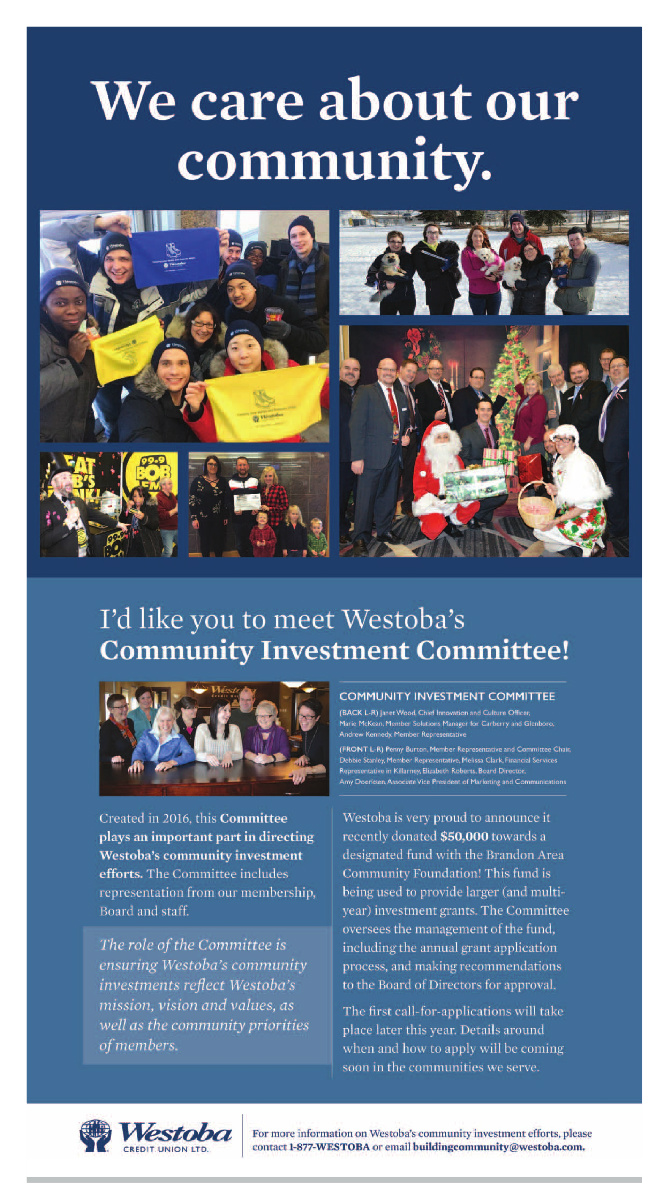 We care about our
community.
Westoba
99.9
BOB
FM
I'd like you to meet Westoba's
Community Investment Committee!
COMMUNITY INVESTMENT COMMITTEE
(BACK L-R) Janet Wood, Chief Innovation and Culture Officer,
Marie McKean, Member Solutions Manager for Carberry and Glenboro,
Andrew Kennedy, Member Representative
(FRONT L-R) Penny Burton, Member Representative and Committee Chair,
Debbie Stanley, Member Representative, Melissa Clark, Financial Services
Representative in Killarney, Elizabeth Roberts, Board Director,
Amy Doerksen, Associate Vice President of Marketing and Communications
Created in 2016, this Committee
plays an important part in directing
Westoba's community investment
efforts. The Committee includes
representation from our membership,
Board and staff.
The role of the Committee is
ensuring Westoba's community
investments reflect Westoba's
mission, vision and values, as
well as the community priorities
of members.
Westoba is very proud to announce it
recently donated $50,000 towards a
designated fund with the Brandon Area
Community Foundation! This fund is
being used to provide larger (and multi-
year) investment grants. The Committee
oversees the management of the fund,
including the annual grant application
process, and making recommendations
to the Board of Directors for approval.
The first call-for-applications will take
place later this year. Details around
when and how to apply will be coming
soon in the communities we serve.
Westoba
CREDIT UNION LTD.
For more information on Westoba's community investment efforts, please
contact 1-877-WESTOBA or email buildingcommunity@westoba.com.